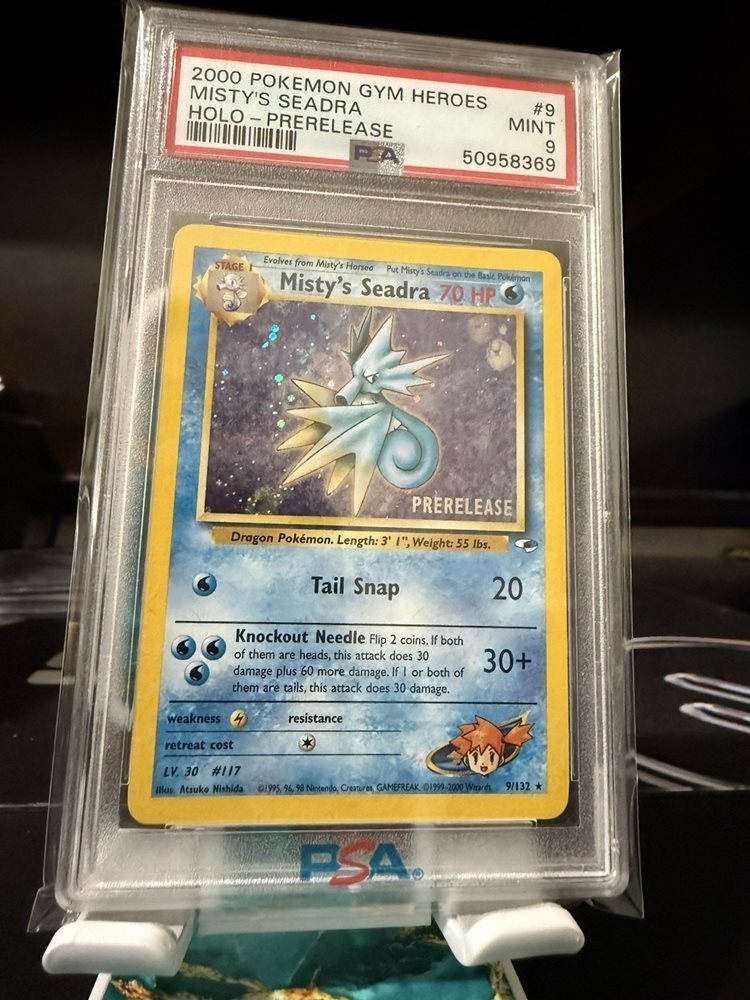 2000 POKEMON GYM HEROES #9
MISTY'S SEADRA MINT
HOLO – PRERELEASE 9
PSA 50958369
STAGE 1 Evolves from Misty's Horsea Put Misty's Seadra on the Basic Pokémon
Misty's Seadra 70 HP
PRERELEASE
Dragon Pokémon. Length: 3' 1", Weight: 55 lbs.
Tail Snap 20
Knockout Needle Flip 2 coins. If both
of them are heads, this attack does 30
damage plus 60 more damage. If 1 or both of
them are tails, this attack does 30 damage.
30+
weakness resistance
retreat cost
LV. 30 #117
Illus. Atsuko Nishida ©1995, 96, 98 Nintendo, Creatures, GAMEFREAK. ©1999-2000 Wizards. 9/132 ★
PSA®